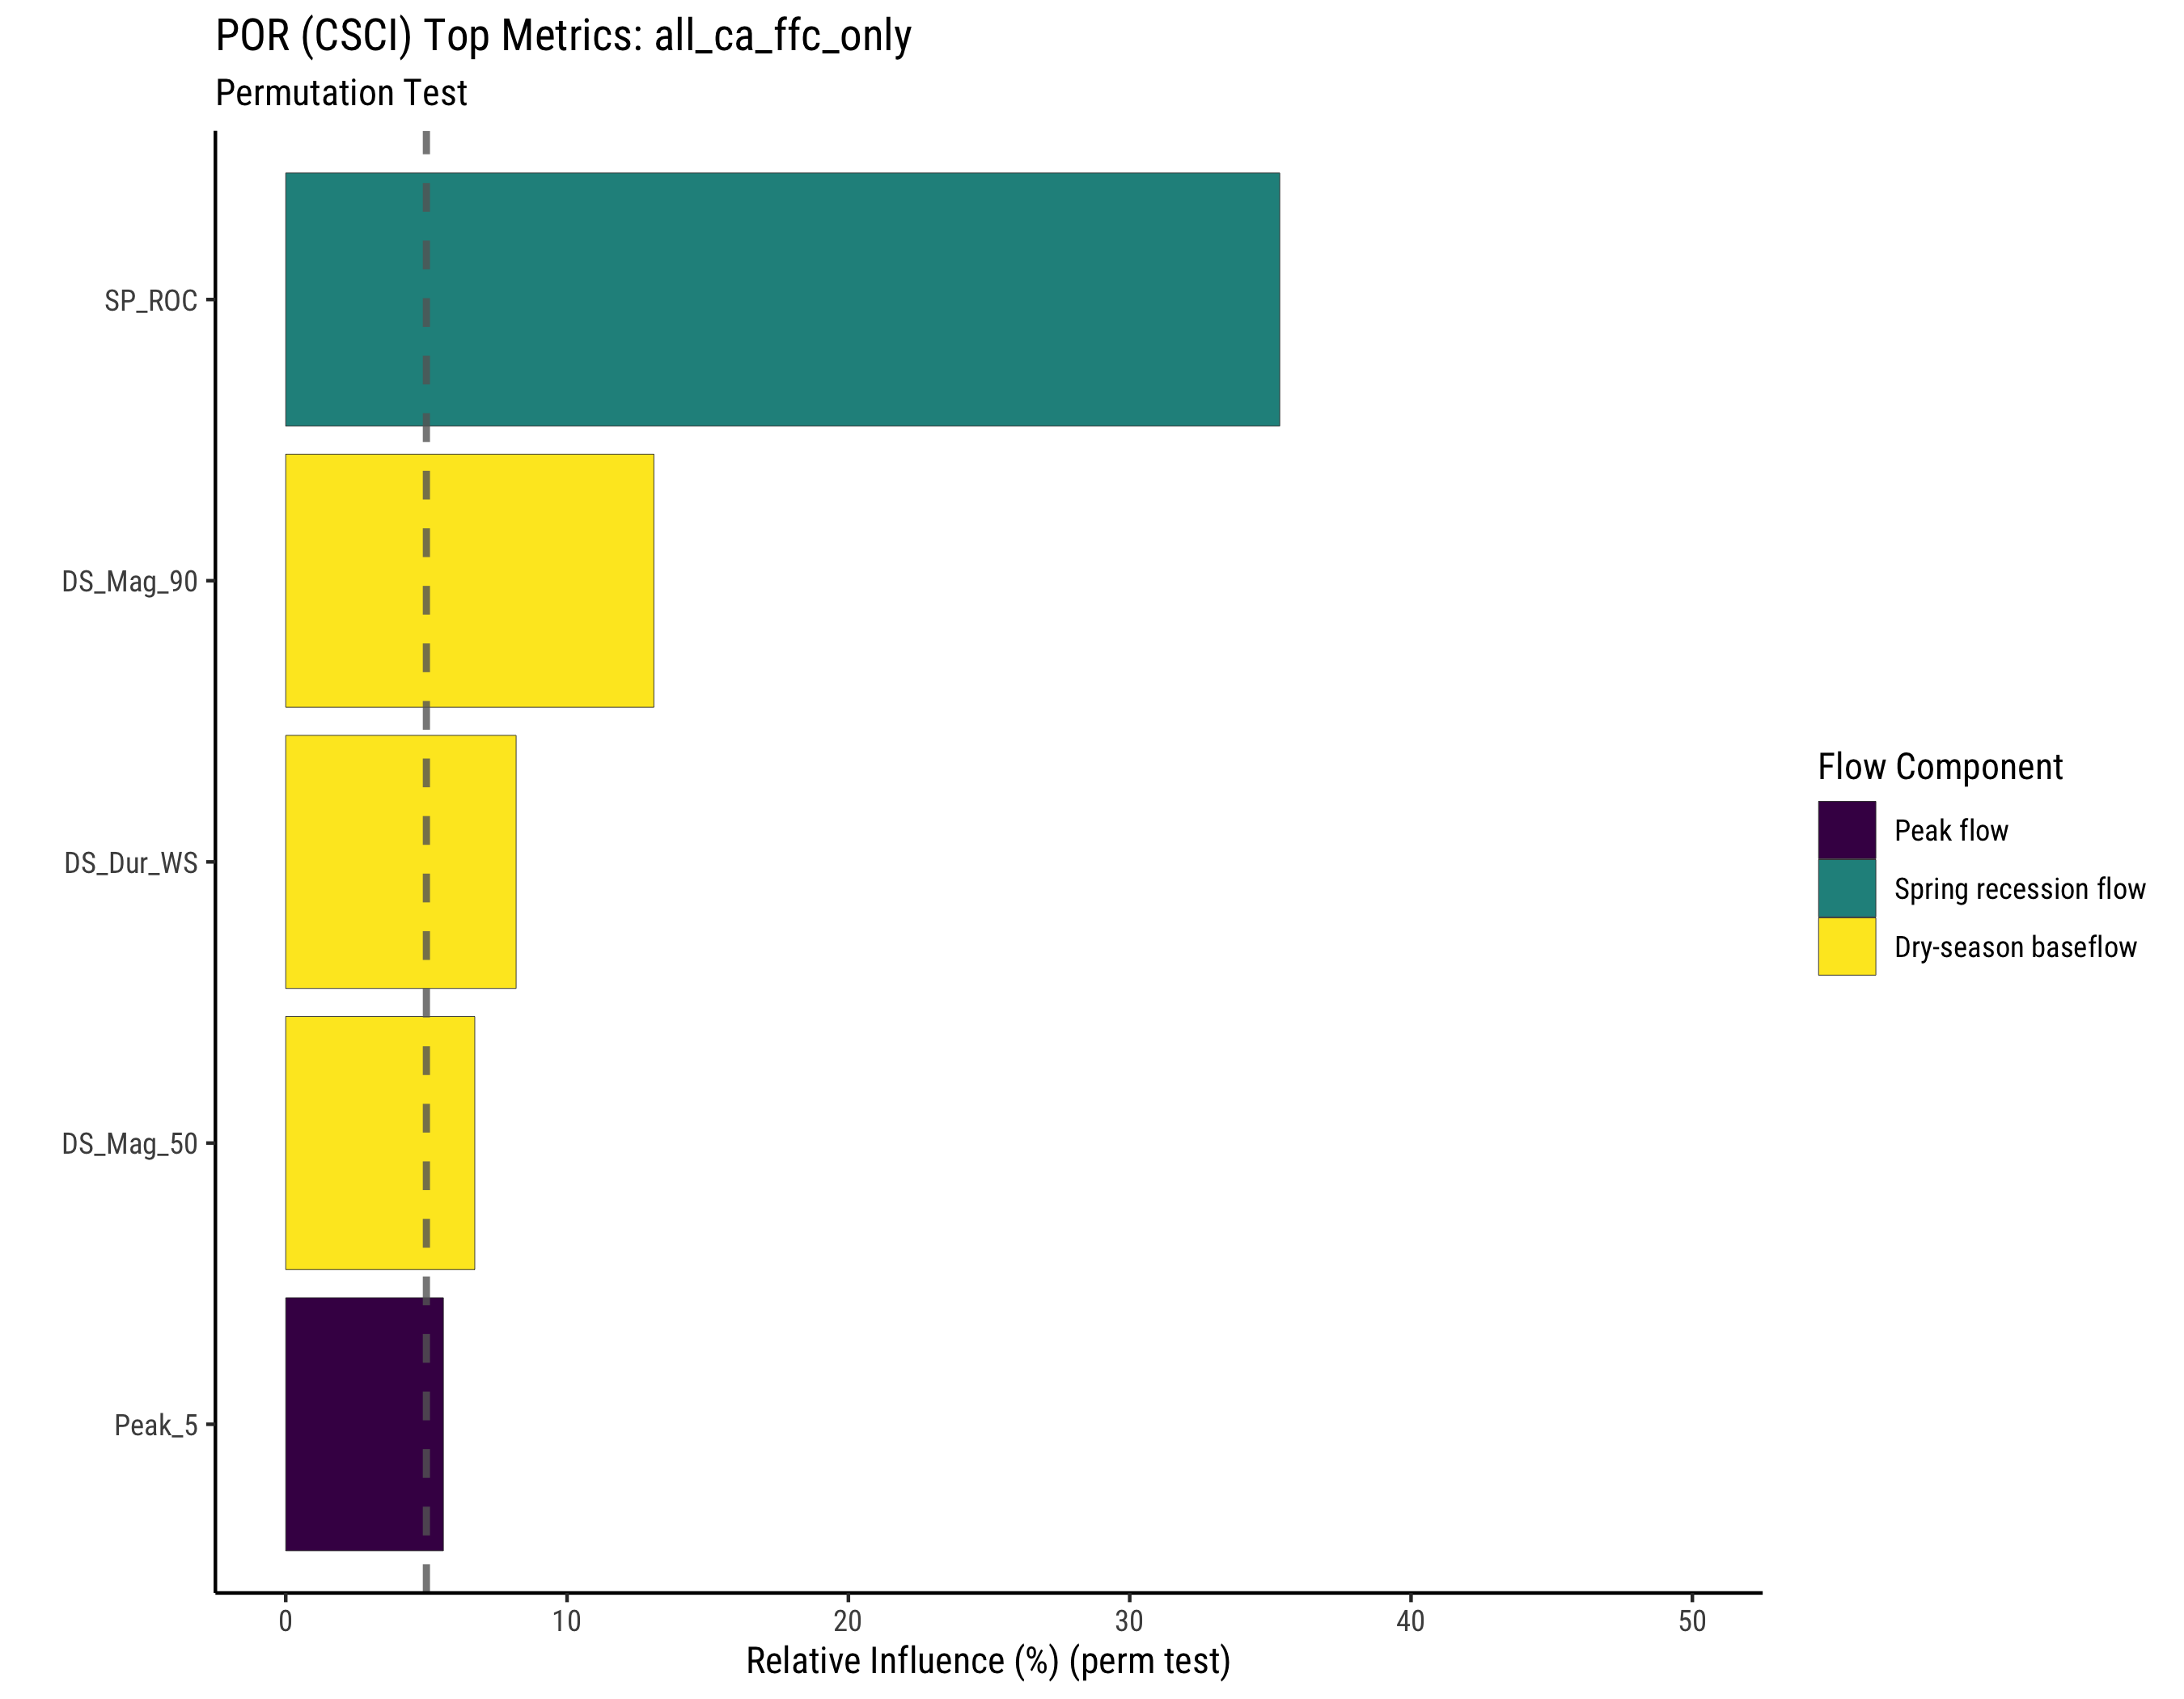 POR (CSCI) Top Metrics: all_ca_ffc_only
Permutation Test
SP_ROC
DS_Mag_90
DS_Dur_WS
DS_Mag_50
Peak_5
0 10 20 30 40 50
Relative Influence (%) (perm test)
Flow Component
Peak flow
Spring recession flow
Dry-season baseflow